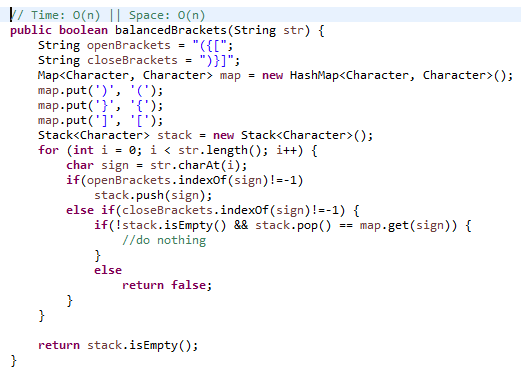 // Time: O(n) || Space: O(n)
public boolean balancedBrackets(String str) {
    String openBrackets = "({[";
    String closeBrackets = ")}]";
    Map<Character, Character> map = new HashMap<Character, Character>();
    map.put(')', '(');
    map.put('}', '{');
    map.put(']', '[');
    Stack<Character> stack = new Stack<Character>();
    for (int i = 0; i < str.length(); i++) {
        char sign = str.charAt(i);
        if(openBrackets.indexOf(sign)!=-1)
            stack.push(sign);
        else if(closeBrackets.indexOf(sign)!=-1) {
            if(!stack.isEmpty() && stack.pop() == map.get(sign)) {
                //do nothing
            }
            else
                return false;
        }
    }

    return stack.isEmpty();
}